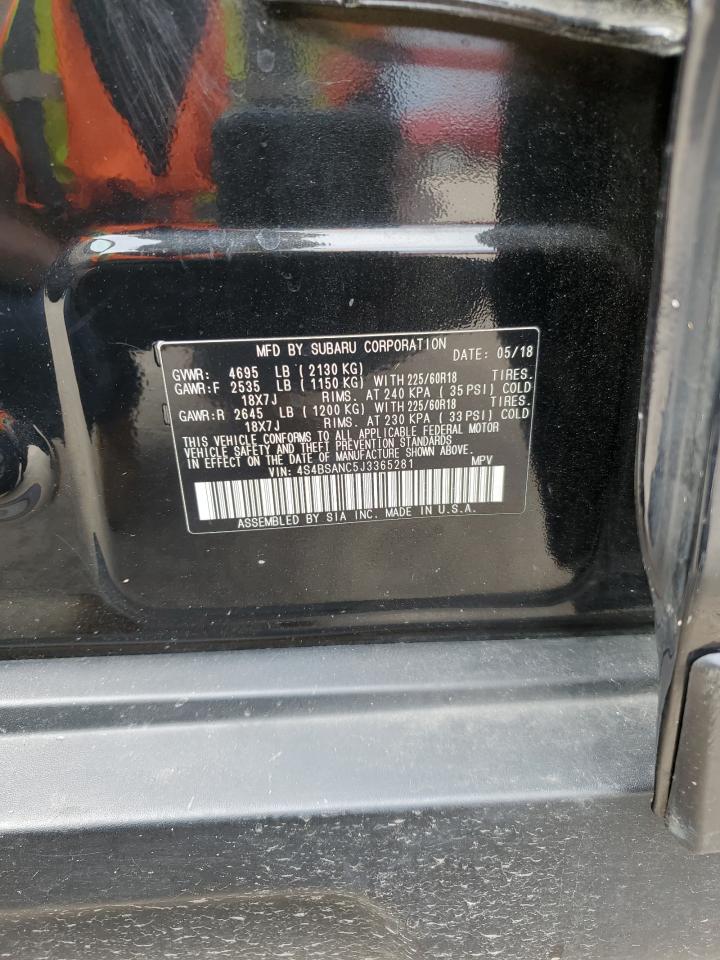 MFD BY SUBARU CORPORATION DATE: 05/18
GVWR: 4695 LB (2130 KG)
GAWR:F 2535 LB (1150 KG) WITH 225/60R18 TIRES.
18X7J RIMS. AT 240 KPA (35 PSI) COLD
GAWR:R 2645 LB (1200 KG) WITH 225/60R18 TIRES.
18X7J RIMS. AT 230 KPA (33 PSI) COLD
THIS VEHICLE CONFORMS TO ALL APPLICABLE FEDERAL MOTOR
VEHICLE SAFETY AND THEFT PREVENTION STANDARDS
IN EFFECT ON THE DATE OF MANUFACTURE SHOWN ABOVE.
VIN: 4S4BSANC5J3365281 MPV
ASSEMBLED BY SIA INC. MADE IN U.S.A.